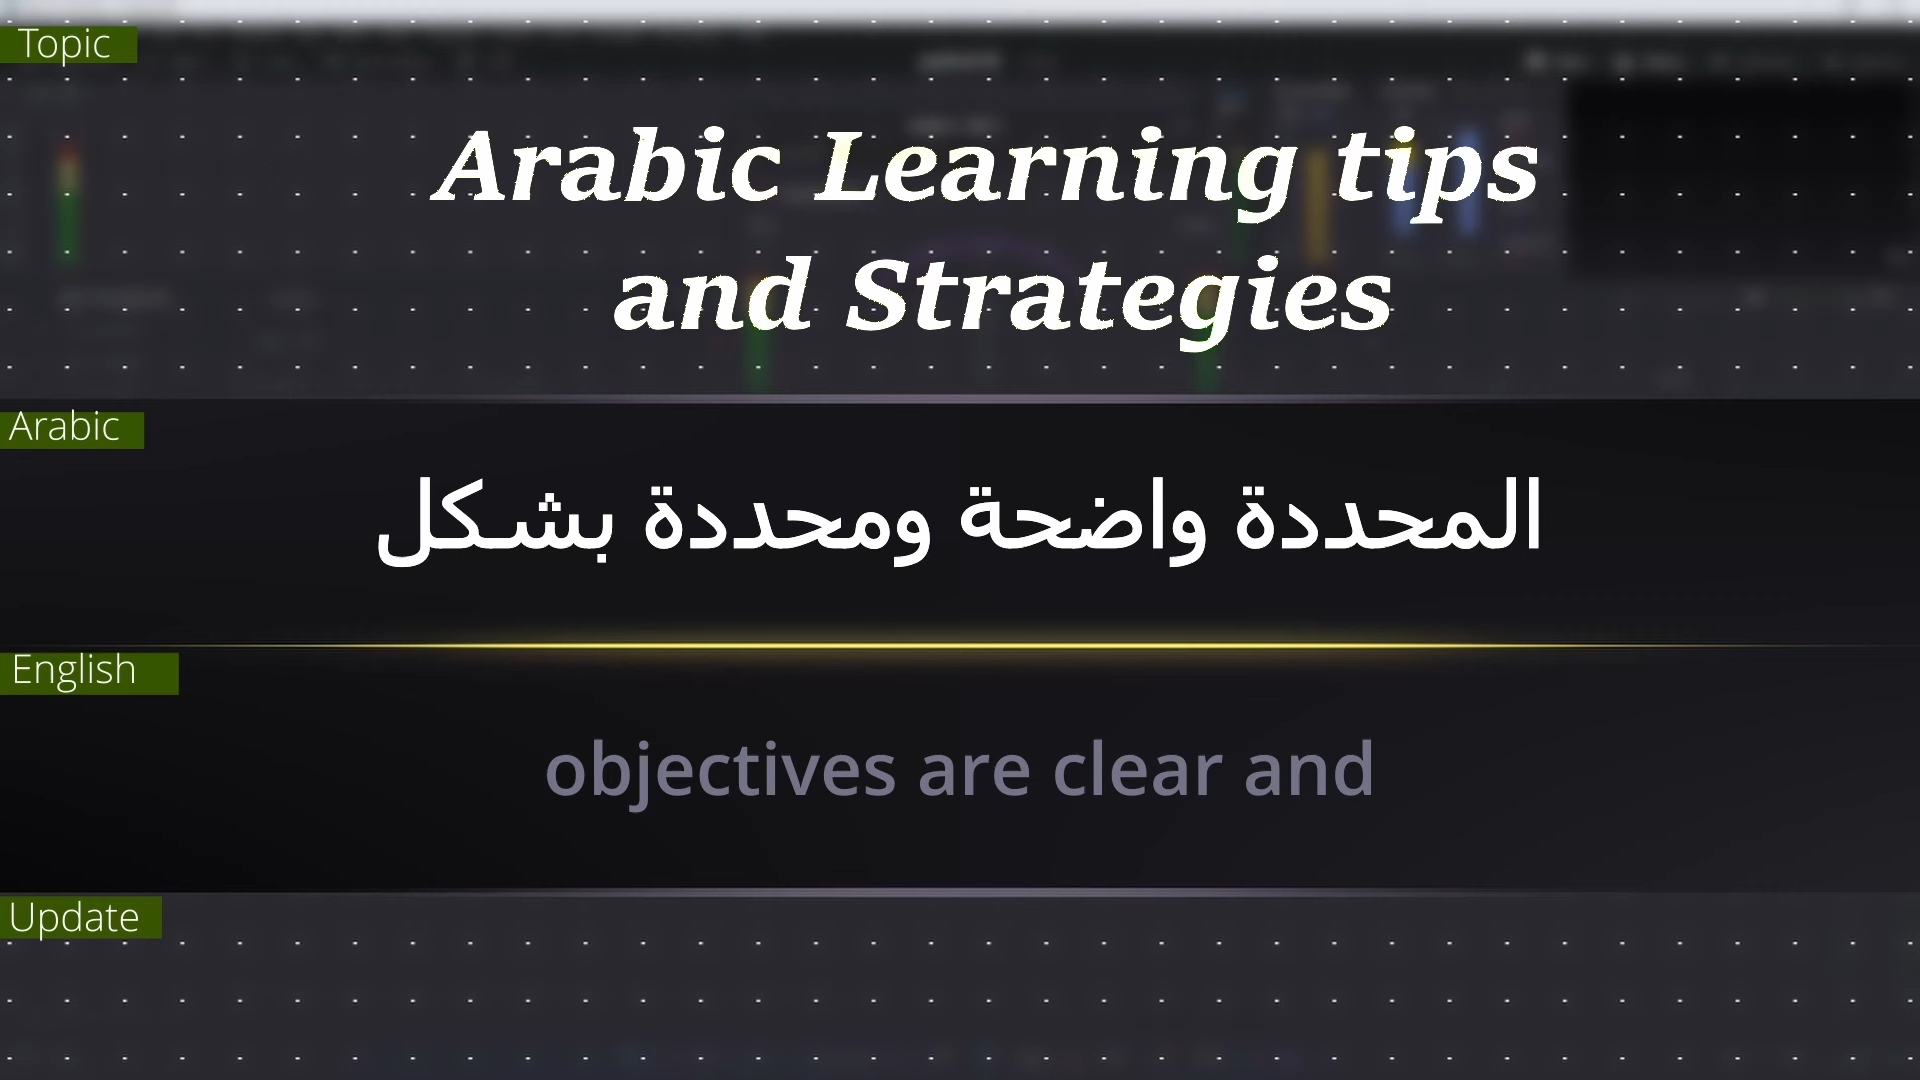 Topic
Arabic Learning tips
and Strategies
Arabic
المحددة واضحة ومحددة بشكل
English
objectives are clear and
Update